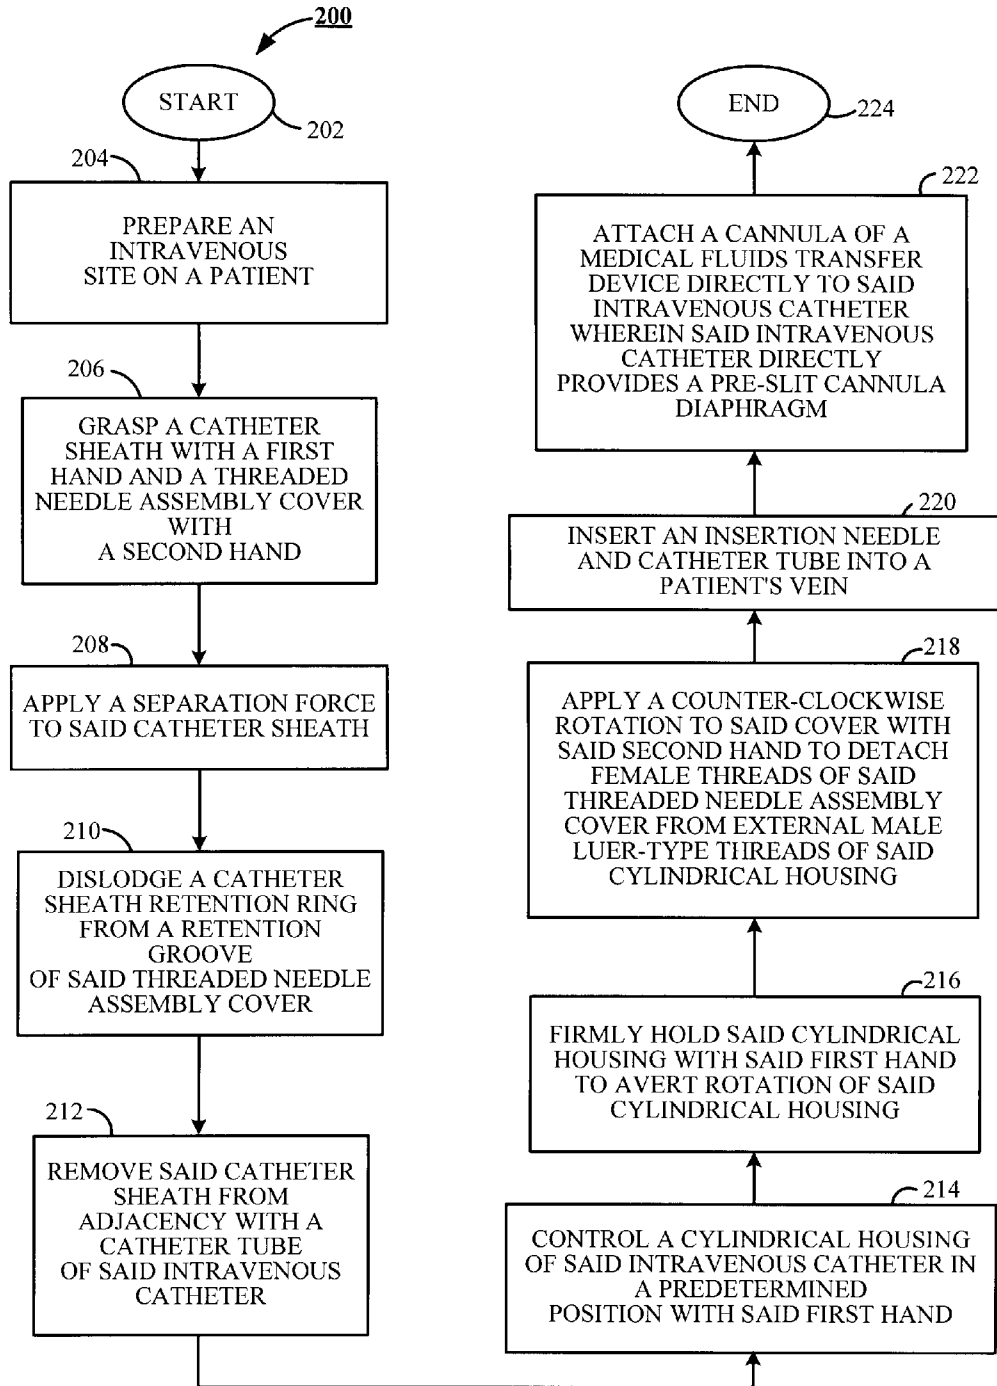 200
START
202
204
PREPARE AN
INTRAVENOUS
SITE ON A PATIENT
206
GRASP A CATHETER
SHEATH WITH A FIRST
HAND AND A THREADED
NEEDLE ASSEMBLY COVER
WITH
A SECOND HAND
208
APPLY A SEPARATION FORCE
TO SAID CATHETER SHEATH
210
DISLODGE A CATHETER
SHEATH RETENTION RING
FROM A RETENTION
GROOVE
OF SAID THREADED NEEDLE
ASSEMBLY COVER
212
REMOVE SAID CATHETER
SHEATH FROM
ADJACENCY WITH A
CATHETER TUBE
OF SAID INTRAVENOUS
CATHETER
214
CONTROL A CYLINDRICAL HOUSING
OF SAID INTRAVENOUS CATHETER IN
A PREDETERMINED
POSITION WITH SAID FIRST HAND
216
FIRMLY HOLD SAID CYLINDRICAL
HOUSING WITH SAID FIRST HAND
TO AVERT ROTATION OF SAID
CYLINDRICAL HOUSING
218
APPLY A COUNTER-CLOCKWISE
ROTATION TO SAID COVER WITH
SAID SECOND HAND TO DETACH
FEMALE THREADS OF SAID
THREADED NEEDLE ASSEMBLY
COVER FROM EXTERNAL MALE
LUER-TYPE THREADS OF SAID
CYLINDRICAL HOUSING
220
INSERT AN INSERTION NEEDLE
AND CATHETER TUBE INTO A
PATIENT'S VEIN
222
ATTACH A CANNULA OF A
MEDICAL FLUIDS TRANSFER
DEVICE DIRECTLY TO SAID
INTRAVENOUS CATHETER
WHEREIN SAID INTRAVENOUS
CATHETER DIRECTLY
PROVIDES A PRE-SLIT CANNULA
DIAPHRAGM
END
224